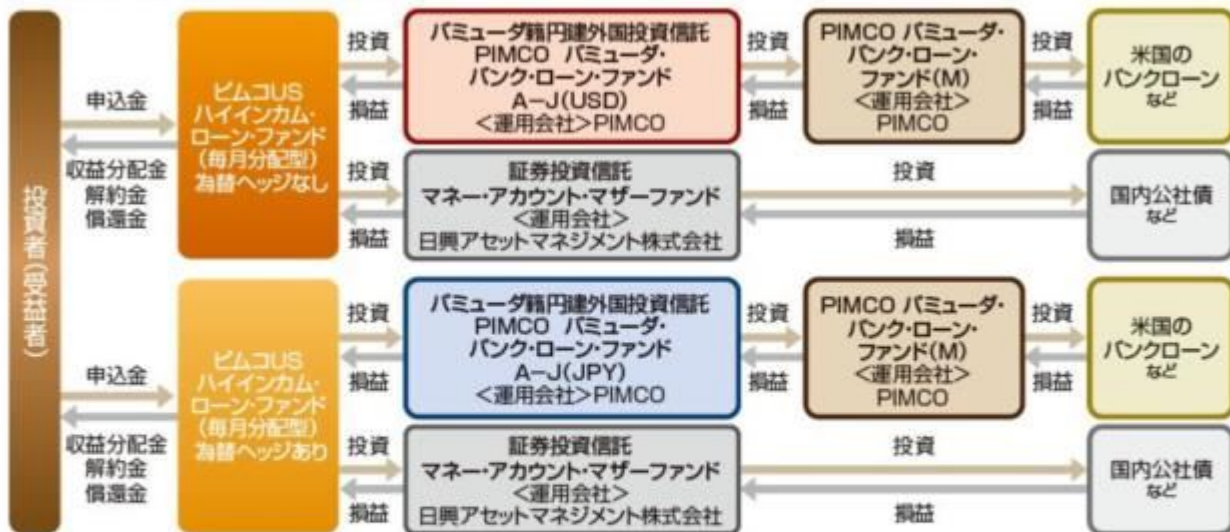 投資者(受益者)
申込金
収益分配金
解約金
償還金
ピムコUS
ハイインカム・
ローン・ファンド
(毎月分配型)
為替ヘッジなし
投資
損益
バミューダ籍円建外国投資信託
PIMCO バミューダ・
バンク・ローン・ファンド
A-J(USD)
<運用会社>PIMCO
投資
損益
PIMCO バミューダ・
バンク・ローン・
ファンド(M)
<運用会社>
PIMCO
投資
損益
米国の
バンクローン
など
投資
損益
証券投資信託
マネー・アカウント・マザーファンド
<運用会社>
日興アセットマネジメント株式会社
投資
損益
国内公社債
など
申込金
収益分配金
解約金
償還金
ピムコUS
ハイインカム・
ローン・ファンド
(毎月分配型)
為替ヘッジあり
投資
損益
バミューダ籍円建外国投資信託
PIMCO バミューダ・
バンク・ローン・ファンド
A-J(JPY)
<運用会社>PIMCO
投資
損益
PIMCO バミューダ・
バンク・ローン・
ファンド(M)
<運用会社>
PIMCO
投資
損益
米国の
バンクローン
など
投資
損益
証券投資信託
マネー・アカウント・マザーファンド
<運用会社>
日興アセットマネジメント株式会社
投資
損益
国内公社債
など